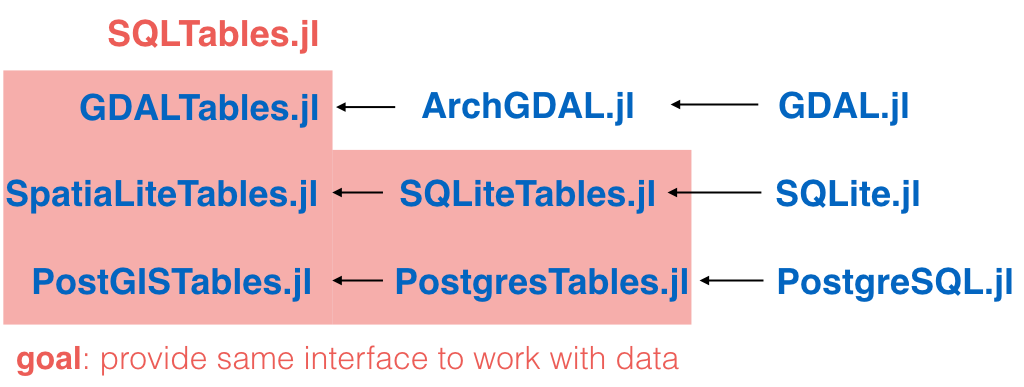 SQLTables.jl
GDALTables.jl ArchGDAL.jl GDAL.jl
SpatiaLiteTables.jl SQLiteTables.jl SQLite.jl
PostGISTables.jl PostgresTables.jl PostgreSQL.jl
goal: provide same interface to work with data